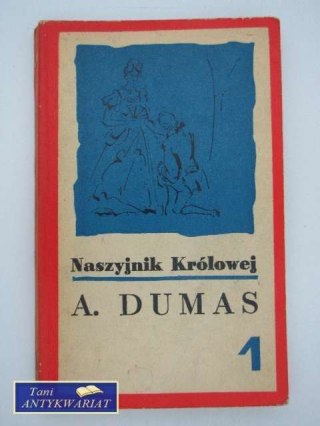 Naszyjnik Królowej
A. DUMAS
1
Tani
ANTYKWARIAT